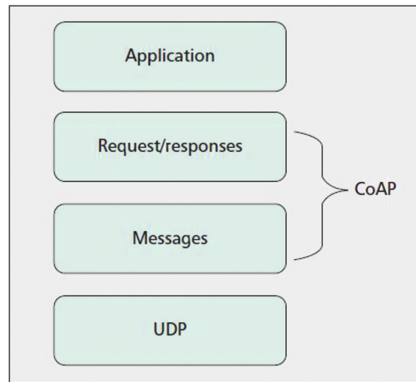 Application
Request/responses
CoAP
Messages
UDP